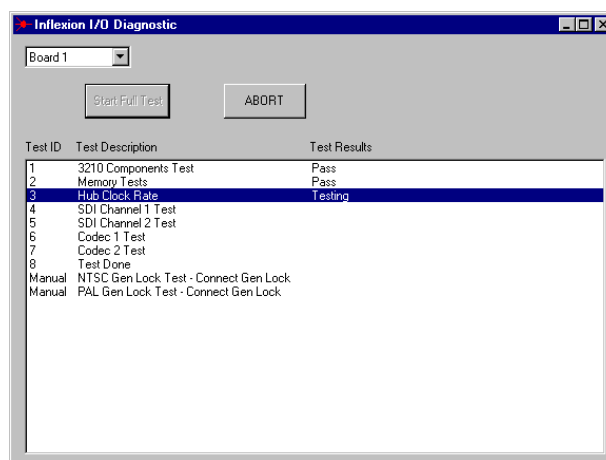 Inflexion I/O Diagnostic
Board 1
Start Full Test ABORT
Test ID Test Description Test Results
1 3210 Components Test Pass
2 Memory Tests Pass
3 Hub Clock Rate Testing
4 SDI Channel 1 Test
5 SDI Channel 2 Test
6 Codec 1 Test
7 Codec 2 Test
8 Test Done
Manual NTSC Gen Lock Test - Connect Gen Lock
Manual PAL Gen Lock Test - Connect Gen Lock